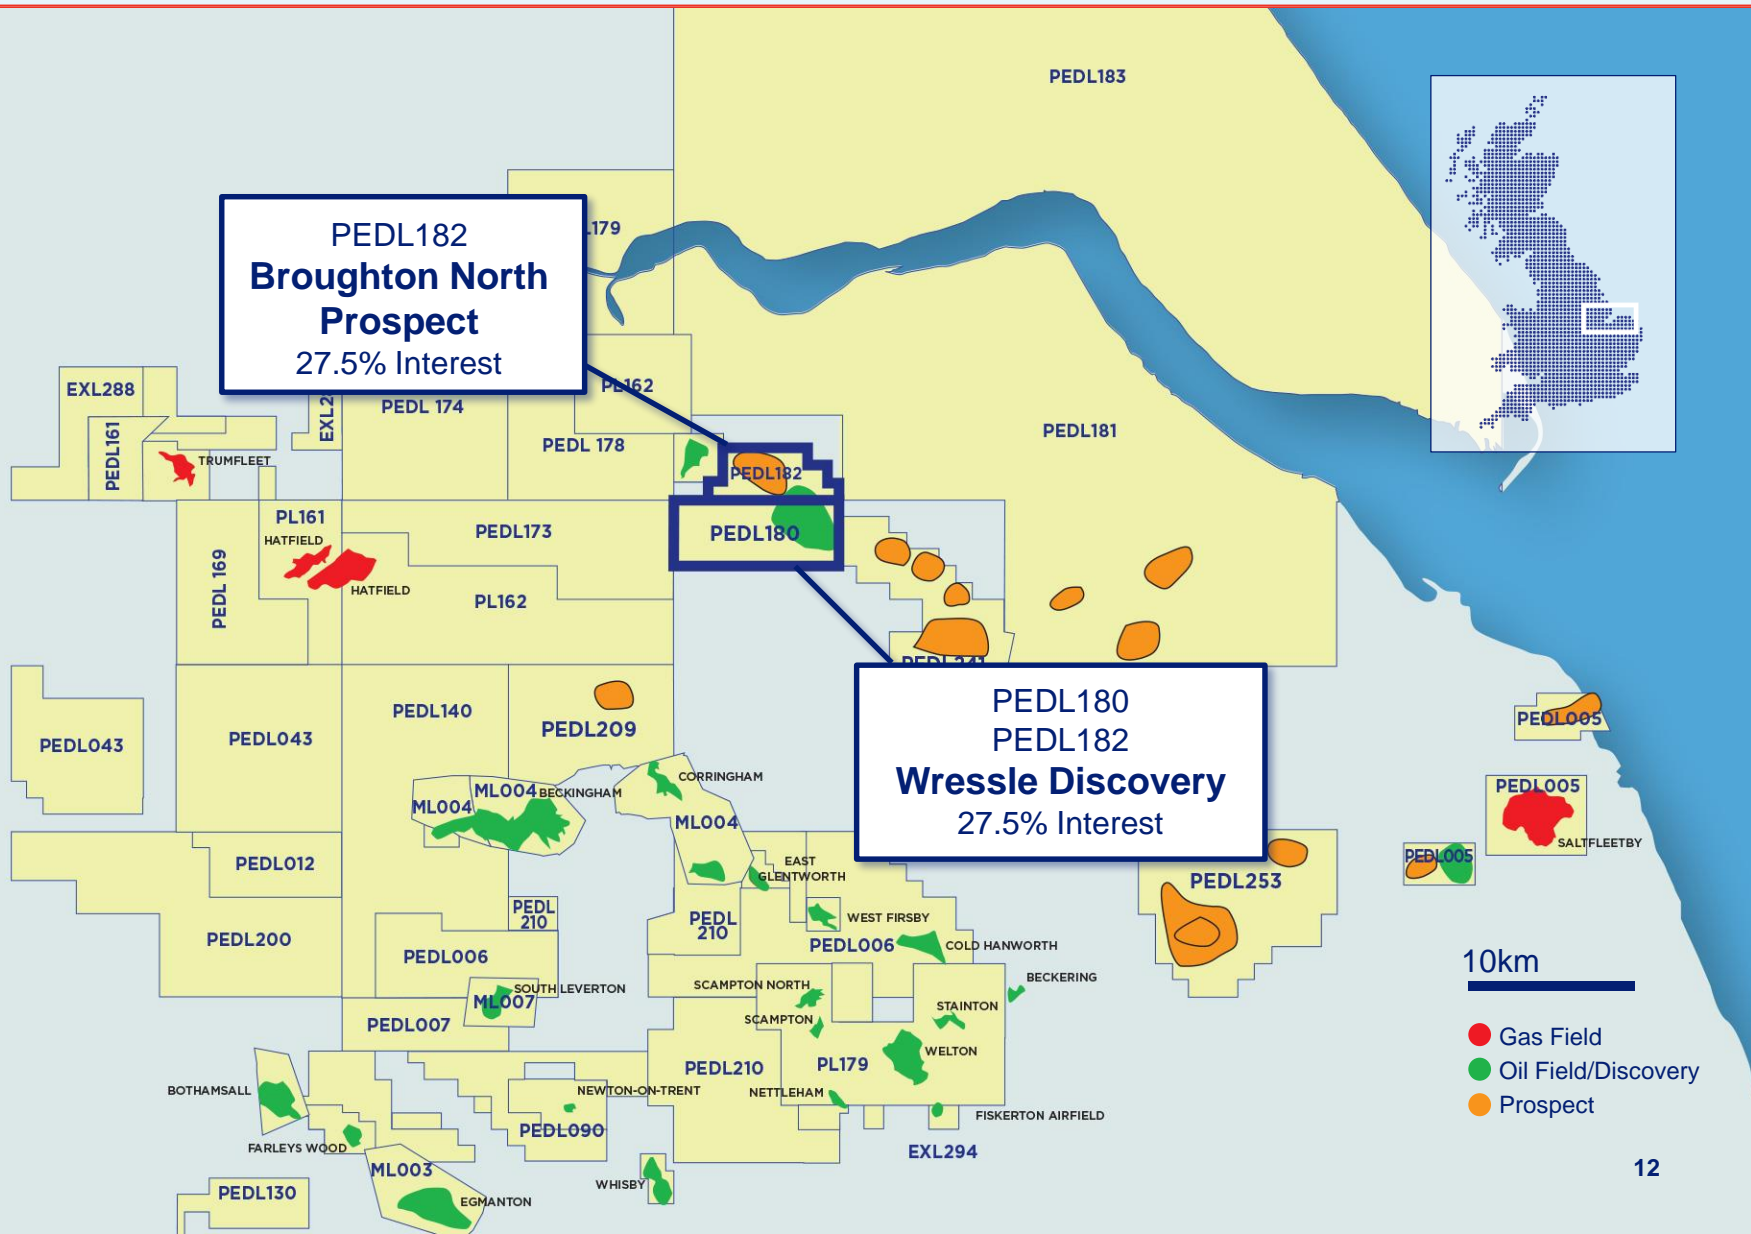 PEDL183
PEDL182
Broughton North
Prospect
27.5% Interest
179
PL162
EXL288
PEDL161
TRUMFLEET
PEDL 174
PEDL 178
PEDL181
PEDL182
PEDL180
PL161
HATFIELD
HATFIELD
PEDL 169
PEDL173
PL162
PEDL241
PEDL180
PEDL182
Wressle Discovery
27.5% Interest
PEDL043
PEDL043
PEDL140
PEDL209
PEDL005
PEDL005
SALTFLEETBY
PEDL005
ML004
ML004
BECKINGHAM
CORRINGHAM
ML004
EAST
GLENTWORTH
PEDL012
PEDL200
PEDL
210
PEDL
210
WEST FIRSBY
PEDL006
COLD HANWORTH
PEDL253
PEDL006
SOUTH LEVERTON
ML007
PEDL007
SCAMPTON NORTH
SCAMPTON
STAINTON
BECKERING
WELTON
PL179
PEDL210
NETTLEHAM
FISKERTON AIRFIELD
EXL294
BOTHAMSALL
FARLEYS WOOD
NEWTON-ON-TRENT
PEDL090
ML003
EGMANTON
WHISBY
PEDL130
10km
Gas Field
Oil Field/Discovery
Prospect
12